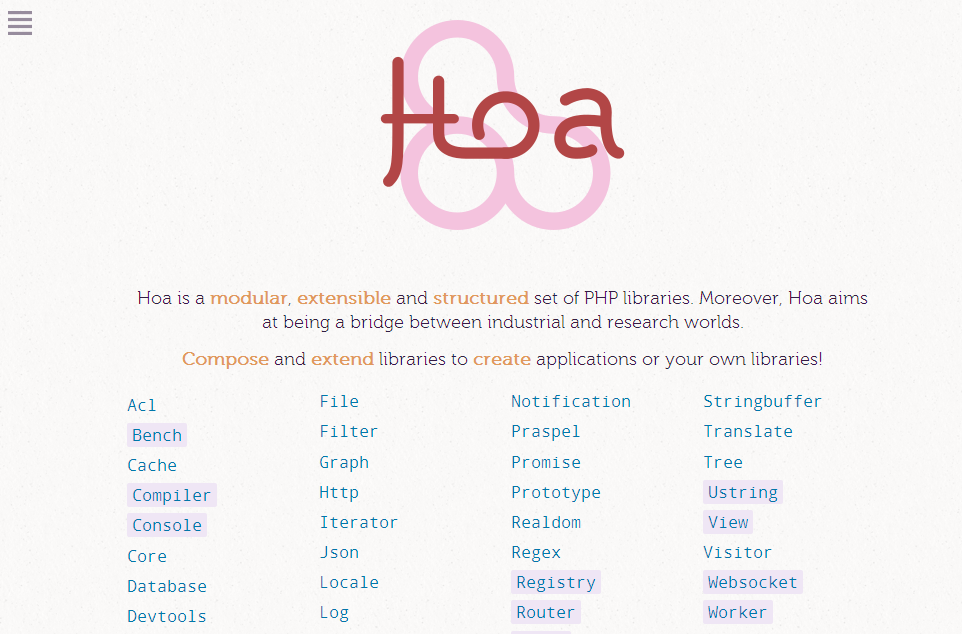 Hoa
Hoa is a modular, extensible and structured set of PHP libraries. Moreover, Hoa aims
at being a bridge between industrial and research worlds.
Compose and extend libraries to create applications or your own libraries!
Acl
Bench
Cache
Compiler
Console
Core
Database
Devtools
File
Filter
Graph
Http
Iterator
Json
Locale
Log
Notification
Praspel
Promise
Prototype
Realdom
Regex
Registry
Router
Stringbuffer
Translate
Tree
Ustring
View
Visitor
Websocket
Worker